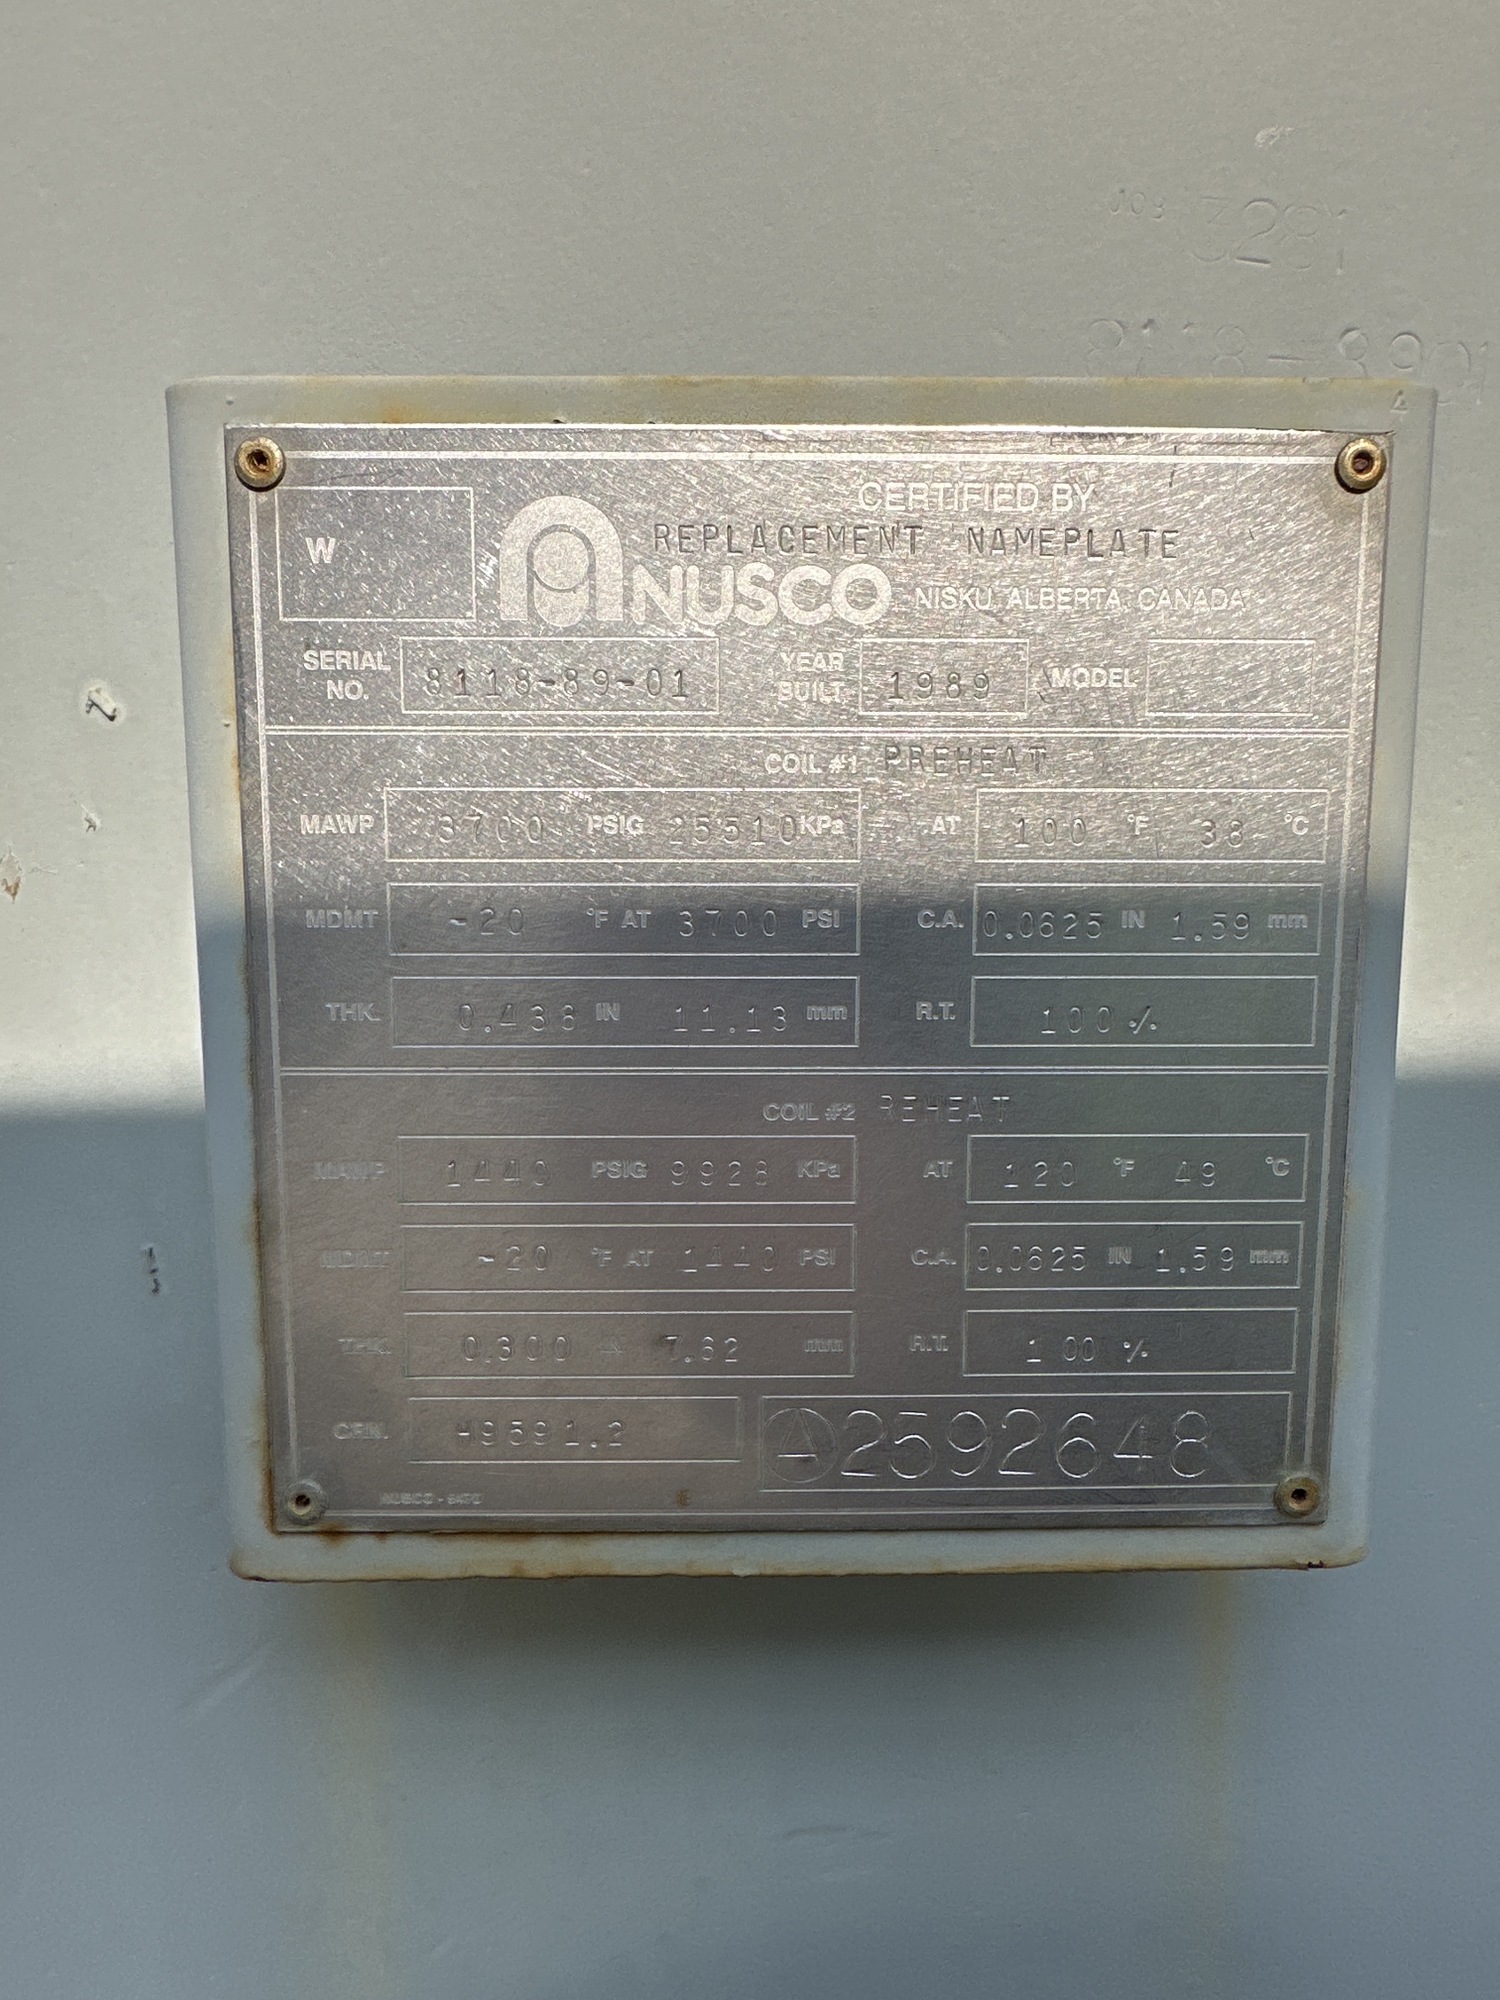 JOB 3281
8118-8901
CERTIFIED BY
W
REPLACEMENT NAMEPLATE
NUSCO NISKU, ALBERTA, CANADA
SERIAL NO. 8118-89-01 YEAR BUILT 1989 MODEL
COIL #1 PREHEAT
MAWP 3700 PSIG 25510 KPa AT 100 °F 38 °C
MDMT -20 °F AT 3700 PSI C.A. 0.0625 IN 1.59 mm
THK. 0.438 IN 11.13 mm R.T. 100%
COIL #2 REHEAT
MAWP 1440 PSIG 9928 KPa AT 120 °F 49 °C
MDMT -20 °F AT 1440 PSI C.A. 0.0625 IN 1.59 mm
THK. 0.300 IN 7.62 mm R.T. 100%
CRN. H9591.2 A2592648